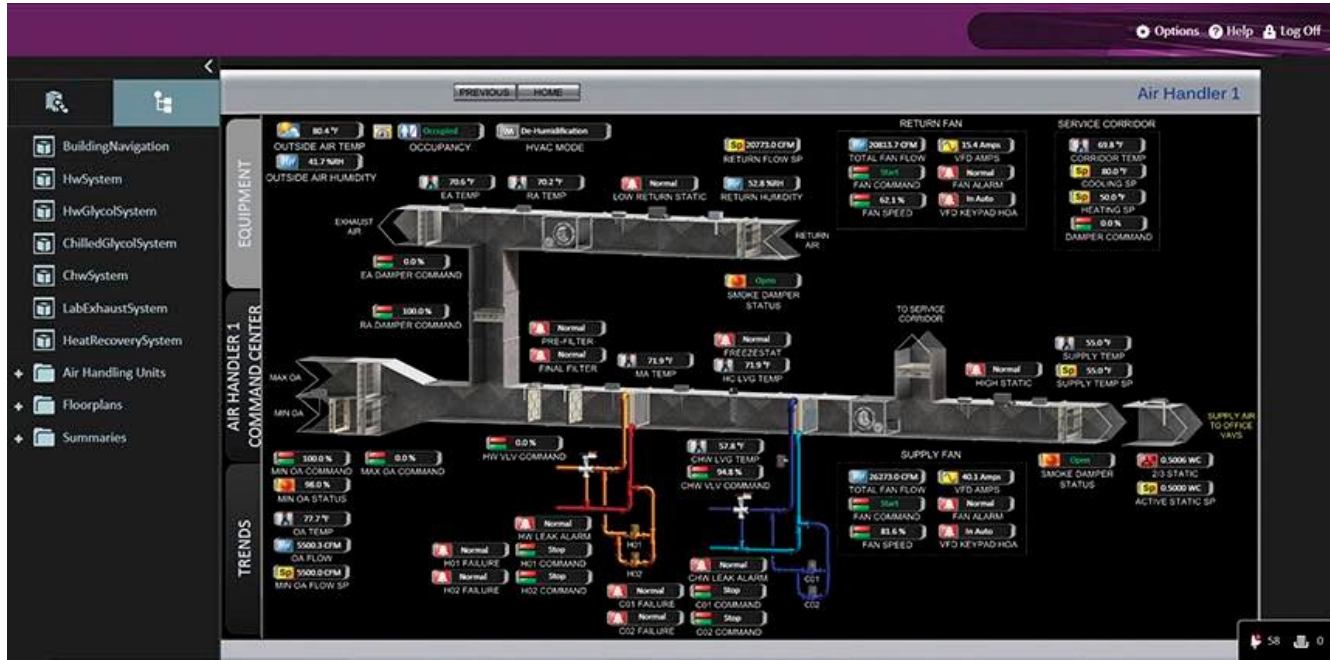 Options Help Log Off
BuildingNavigation
HwSystem
HwGlycolSystem
ChilledGlycolSystem
ChwSystem
LabExhaustSystem
HeatRecoverySystem
Air Handling Units
Floorplans
Summaries
PREVIOUS HOME
Air Handler 1
EQUIPMENT
AIR HANDLER 1
COMMAND CENTER
TRENDS
80.4 °F
OUTSIDE AIR TEMP
Occupied
OCCUPANCY
De-Humidification
HVAC MODE
41.7 %RH
OUTSIDE AIR HUMIDITY
70.6 °F
EA TEMP
70.2 °F
RA TEMP
Normal
LOW RETURN STATIC
Sp 20773.0 CFM
RETURN FLOW SP
52.8 %RH
RETURN HUMIDITY
RETURN FAN
20813.7 CFM
TOTAL FAN FLOW
15.4 Amps
VFD AMPS
Start
FAN COMMAND
Normal
FAN ALARM
62.1 %
FAN SPEED
In Auto
VFD KEYPAD HOA
SERVICE CORRIDOR
69.8 °F
CORRIDOR TEMP
Sp 80.0 °F
COOLING SP
Sp 50.0 °F
HEATING SP
0.0 %
DAMPER COMMAND
EXHAUST
AIR
RETURN
AIR
0.0 %
EA DAMPER COMMAND
Open
SMOKE DAMPER
STATUS
100.0 %
RA DAMPER COMMAND
Normal
PRE-FILTER
Normal
FINAL FILTER
71.9 °F
MA TEMP
Normal
FREEZESTAT
71.9 °F
HC LVG TEMP
TO SERVICE
CORRIDOR
Normal
HIGH STATIC
55.0 °F
SUPPLY TEMP
Sp 55.0 °F
SUPPLY TEMP SP
MAX OA
MIN OA
SUPPLY AIR
TO OFFICE
VAVS
100.0 %
MIN OA COMMAND
0.0 %
MAX OA COMMAND
98.0 %
MIN OA STATUS
77.7 °F
OA TEMP
5500.3 CFM
OA FLOW
Sp 5500.0 CFM
MIN OA FLOW SP
0.0 %
HW VLV COMMAND
57.8 °F
CHW LVG TEMP
94.8 %
CHW VLV COMMAND
SUPPLY FAN
26273.0 CFM
TOTAL FAN FLOW
40.1 Amps
VFD AMPS
Start
FAN COMMAND
Normal
FAN ALARM
81.6 %
FAN SPEED
In Auto
VFD KEYPAD HOA
Open
SMOKE DAMPER
STATUS
0.5006 WC
2/3 STATIC
Sp 0.5000 WC
ACTIVE STATIC SP
Normal
HW LEAK ALARM
Normal
H01 FAILURE
Stop
H01 COMMAND
Normal
H02 FAILURE
Stop
H02 COMMAND
H01
H02
Normal
CHW LEAK ALARM
Normal
C01 FAILURE
Stop
C01 COMMAND
Normal
C02 FAILURE
Stop
C02 COMMAND
C01
C02
58 0